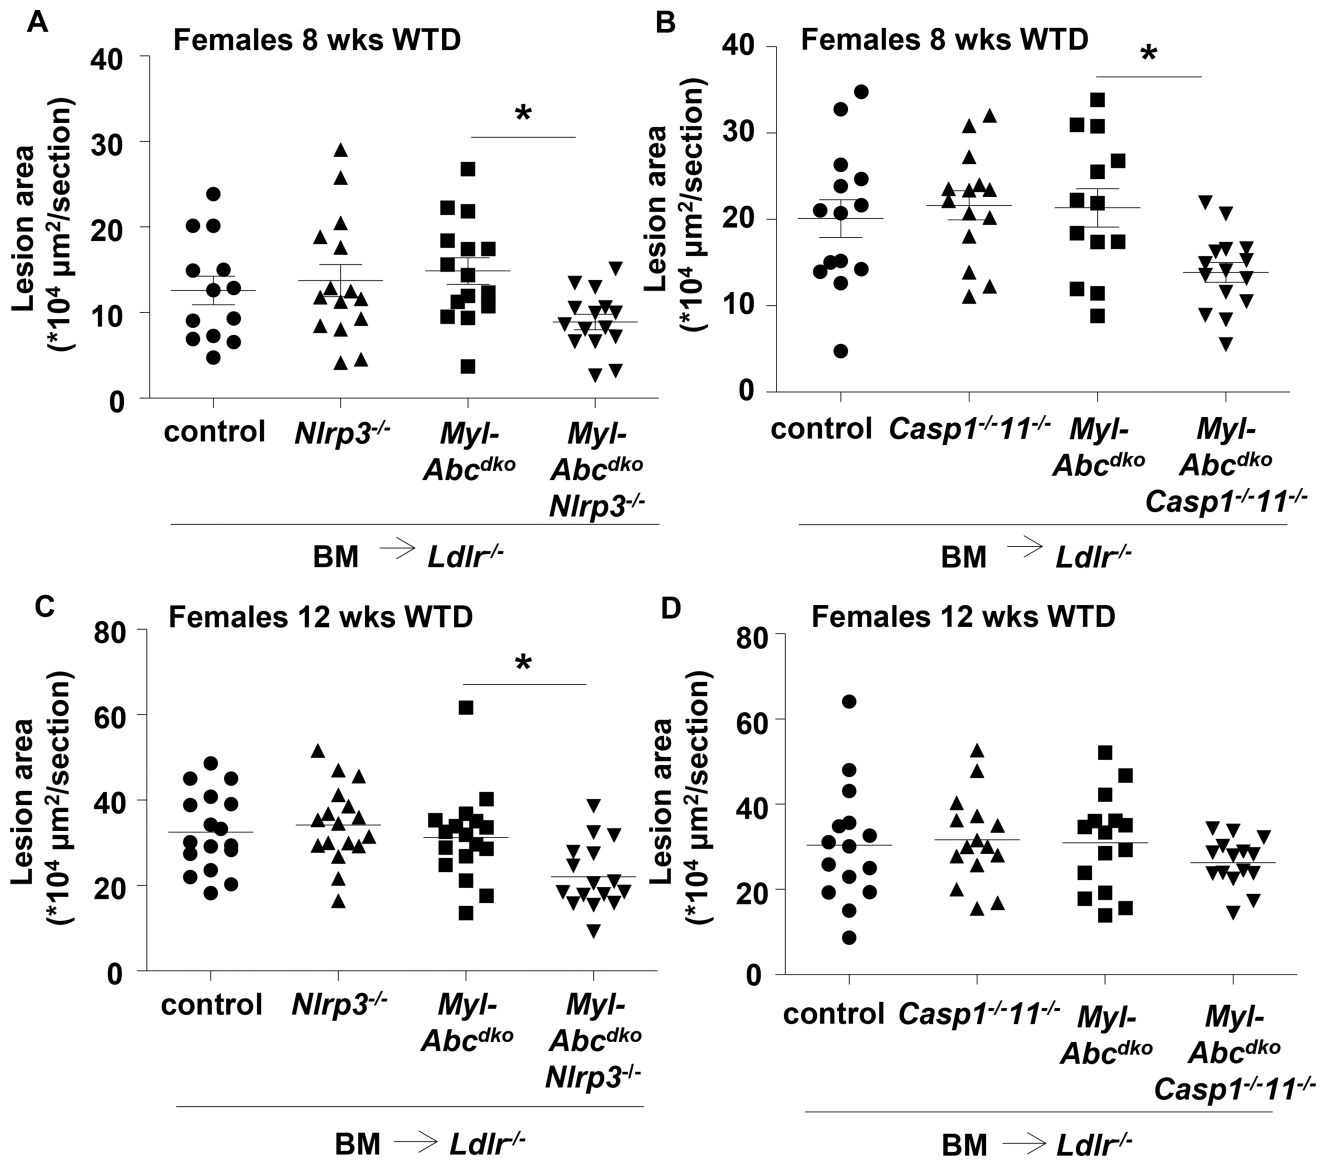 A
Females 8 wks WTD
Lesion area
(*10⁴ µm²/section)
40
30
20
10
0
*
control
Nlrp3⁻/⁻
Myl-
Abcᵈᵏᵒ
Myl-
Abcᵈᵏᵒ
Nlrp3⁻/⁻
BM → Ldlr⁻/⁻
B
Females 8 wks WTD
Lesion area
(*10⁴ µm²/section)
40
30
20
10
0
*
control
Casp1⁻/⁻11⁻/⁻
Myl-
Abcᵈᵏᵒ
Myl-
Abcᵈᵏᵒ
Casp1⁻/⁻11⁻/⁻
BM → Ldlr⁻/⁻
C
Females 12 wks WTD
Lesion area
(*10⁴ µm²/section)
80
60
40
20
0
*
control
Nlrp3⁻/⁻
Myl-
Abcᵈᵏᵒ
Myl-
Abcᵈᵏᵒ
Nlrp3⁻/⁻
BM → Ldlr⁻/⁻
D
Females 12 wks WTD
Lesion area
(*10⁴ µm²/section)
80
60
40
20
0
control
Casp1⁻/⁻11⁻/⁻
Myl-
Abcᵈᵏᵒ
Myl-
Abcᵈᵏᵒ
Casp1⁻/⁻11⁻/⁻
BM → Ldlr⁻/⁻